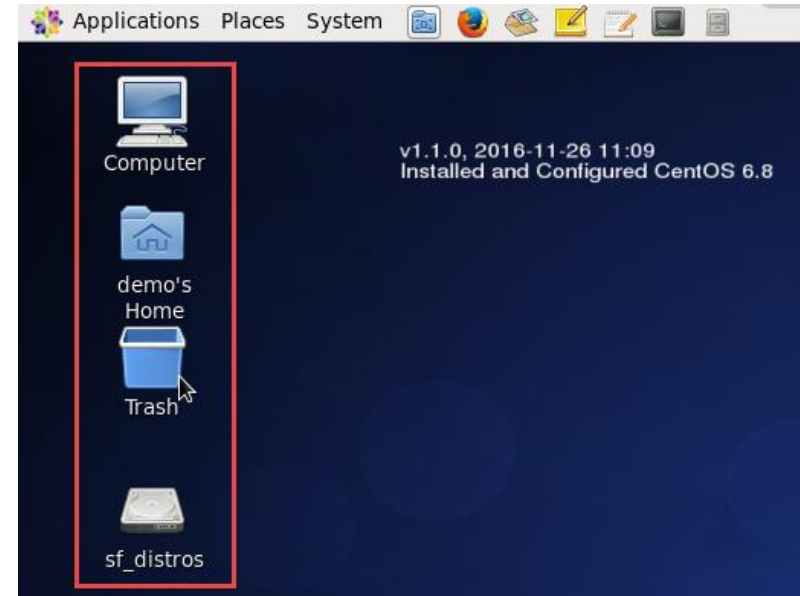 Applications Places System
Computer
v1.1.0, 2016-11-26 11:09
Installed and Configured CentOS 6.8
demo's
Home
Trash
sf_distros